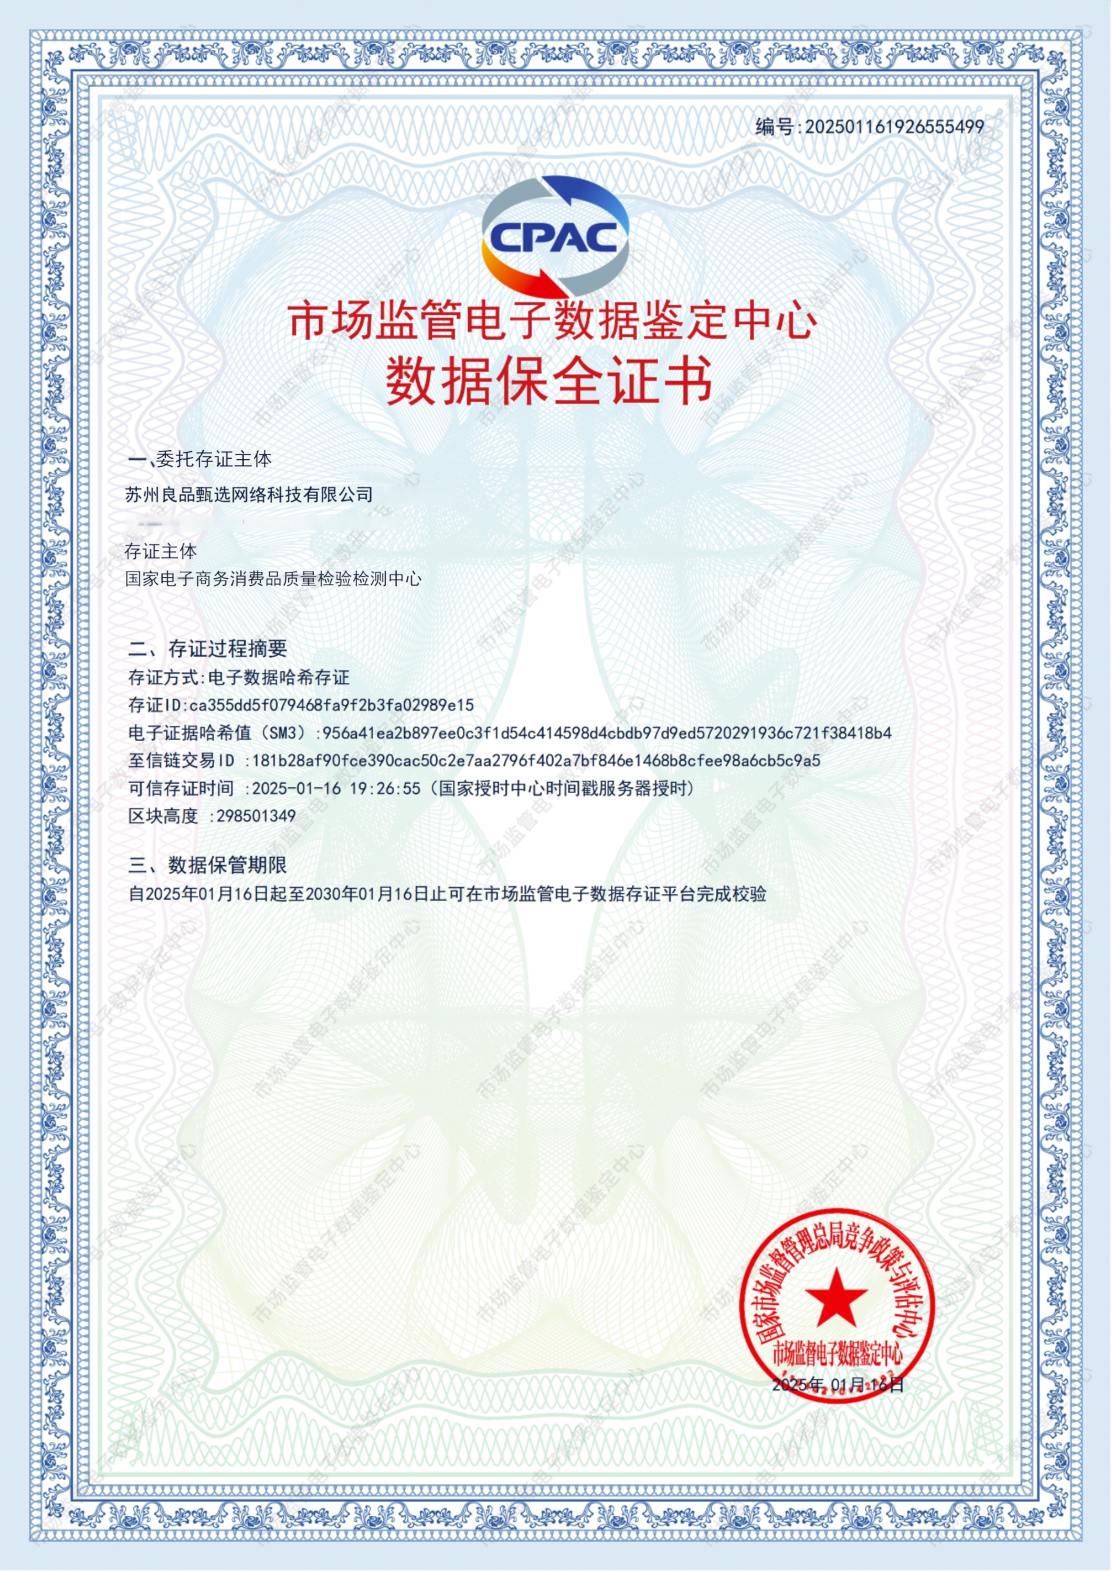 编号:202501161926555499
CPAC
市场监管电子数据鉴定中心
数据保全证书
一、委托存证主体
苏州良品甄选网络科技有限公司
存证主体
国家电子商务消费品质量检验检测中心
二、存证过程摘要
存证方式:电子数据哈希存证
存证ID:ca355dd5f079468fa9f2b3fa02989e15
电子证据哈希值（SM3）:956a41ea2b897ee0c3f1d54c414598d4cbdb97d9ed5720291936c721f38418b4
至信链交易ID :181b28af90fce390cac50c2e7aa2796f402a7bf846e1468b8cfee98a6cb5c9a5
可信存证时间 :2025-01-16 19:26:55（国家授时中心时间戳服务器授时）
区块高度 :298501349
三、数据保管期限
自2025年01月16日起至2030年01月16日止可在市场监管电子数据存证平台完成校验
国家市场监督管理总局竞争政策与评估中心
市场监督电子数据鉴定中心
2025年 01月 16日
市场监管电子数据鉴定中心